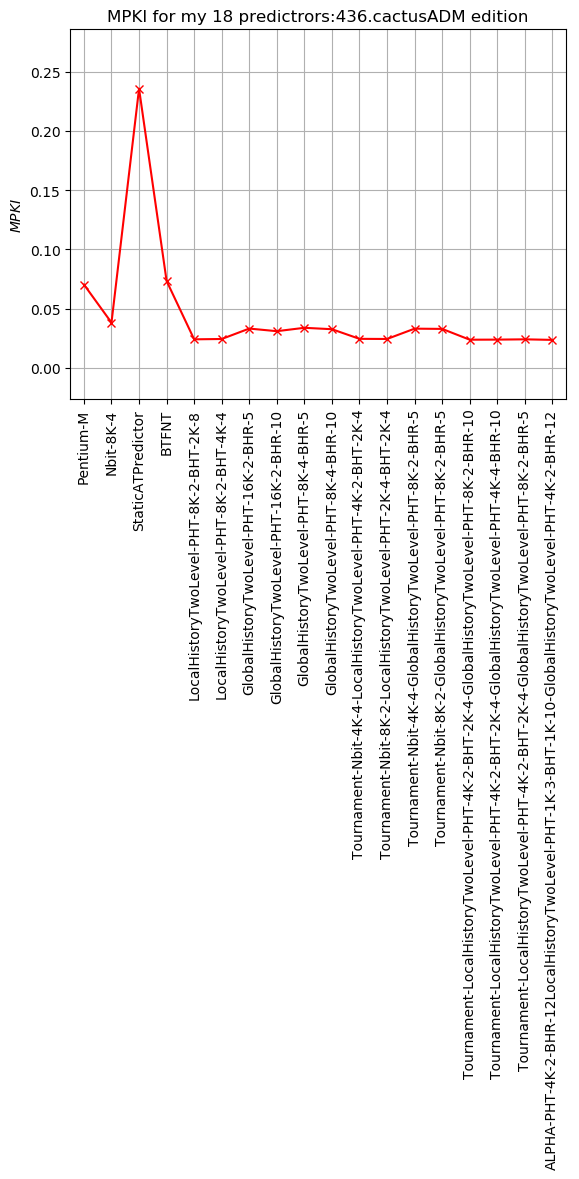 MPKI for my 18 predictrors:436.cactusADM edition
MPKI
0.25
0.20
0.15
0.10
0.05
0.00
Pentium-M
Nbit-8K-4
StaticATPredictor
BTFNT
LocalHistoryTwoLevel-PHT-8K-2-BHT-2K-8
LocalHistoryTwoLevel-PHT-8K-2-BHT-4K-4
GlobalHistoryTwoLevel-PHT-16K-2-BHR-5
GlobalHistoryTwoLevel-PHT-16K-2-BHR-10
GlobalHistoryTwoLevel-PHT-8K-4-BHR-5
GlobalHistoryTwoLevel-PHT-8K-4-BHR-10
Tournament-Nbit-4K-4-LocalHistoryTwoLevel-PHT-4K-2-BHT-2K-4
Tournament-Nbit-8K-2-LocalHistoryTwoLevel-PHT-2K-4-BHT-2K-4
Tournament-Nbit-4K-4-GlobalHistoryTwoLevel-PHT-8K-2-BHR-5
Tournament-Nbit-8K-2-GlobalHistoryTwoLevel-PHT-8K-2-BHR-5
Tournament-LocalHistoryTwoLevel-PHT-4K-2-BHT-2K-4-GlobalHistoryTwoLevel-PHT-8K-2-BHR-10
Tournament-LocalHistoryTwoLevel-PHT-4K-2-BHT-2K-4-GlobalHistoryTwoLevel-PHT-4K-4-BHR-10
Tournament-LocalHistoryTwoLevel-PHT-4K-2-BHT-2K-4-GlobalHistoryTwoLevel-PHT-8K-2-BHR-5
ALPHA-PHT-4K-2-BHR-12LocalHistoryTwoLevel-PHT-1K-3-BHT-1K-10-GlobalHistoryTwoLevel-PHT-4K-2-BHR-12